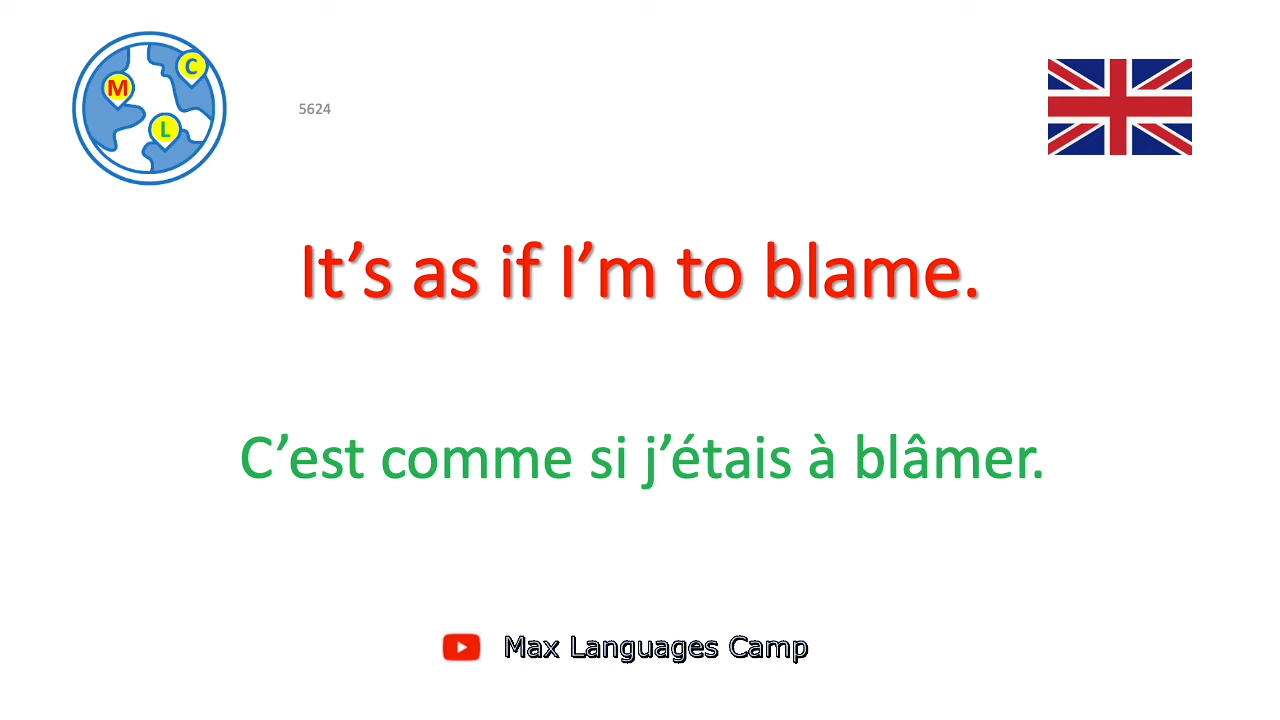 M
C
L
5624
It’s as if I’m to blame.
C’est comme si j’étais à blâmer.
Max Languages Camp